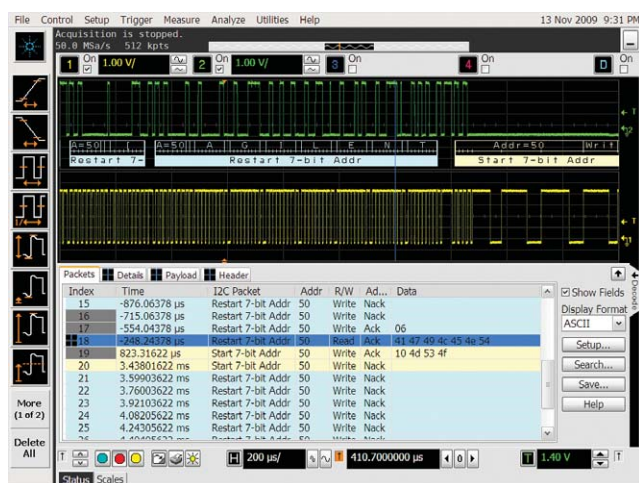 File Control Setup Trigger Measure Analyze Utilities Help 13 Nov 2009 9:31 PM
Acquisition is stopped.
50.0 MSa/s 512 kpts
1 On 1.00 V/ 2 On 1.00 V/ 3 On 4 On D On
T
A=50 A=50 A G I L E N T Addr=50 Writ
Restart 7- Restart 7-bit Addr Start 7-bit Addr
T
Packets Details Payload Header
Decode
Index Time I2C Packet Addr R/W Ad... Data
15 -876.06378 µs Restart 7-bit Addr 50 Write Nack
16 -715.06378 µs Restart 7-bit Addr 50 Write Nack
17 -554.04378 µs Restart 7-bit Addr 50 Write Ack 06
18 -248.24378 µs Restart 7-bit Addr 50 Read Ack 41 47 49 4c 45 4e 54
19 823.31622 µs Start 7-bit Addr 50 Write Ack 10 4d 53 4f
20 3.43801622 ms Start 7-bit Addr 50 Write Nack
21 3.59903622 ms Restart 7-bit Addr 50 Write Nack
22 3.76003622 ms Restart 7-bit Addr 50 Write Nack
23 3.92103622 ms Restart 7-bit Addr 50 Write Nack
24 4.08205622 ms Restart 7-bit Addr 50 Write Nack
25 4.24305622 ms Restart 7-bit Addr 50 Write Nack
Show Fields
Display Format
ASCII
Setup...
Search...
Save...
Help
More
(1 of 2)
Delete
All
H 200 µs/ 410.7000000 µs 0 T 1.40 V
Status Scales